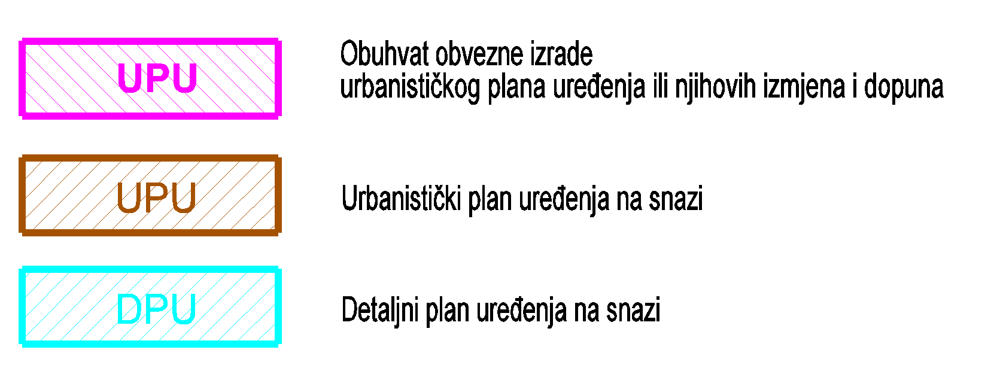 UPU
Obuhvat obvezne izrade
urbanističkog plana uređenja ili njihovih izmjena i dopuna
UPU
Urbanistički plan uređenja na snazi
DPU
Detaljni plan uređenja na snazi